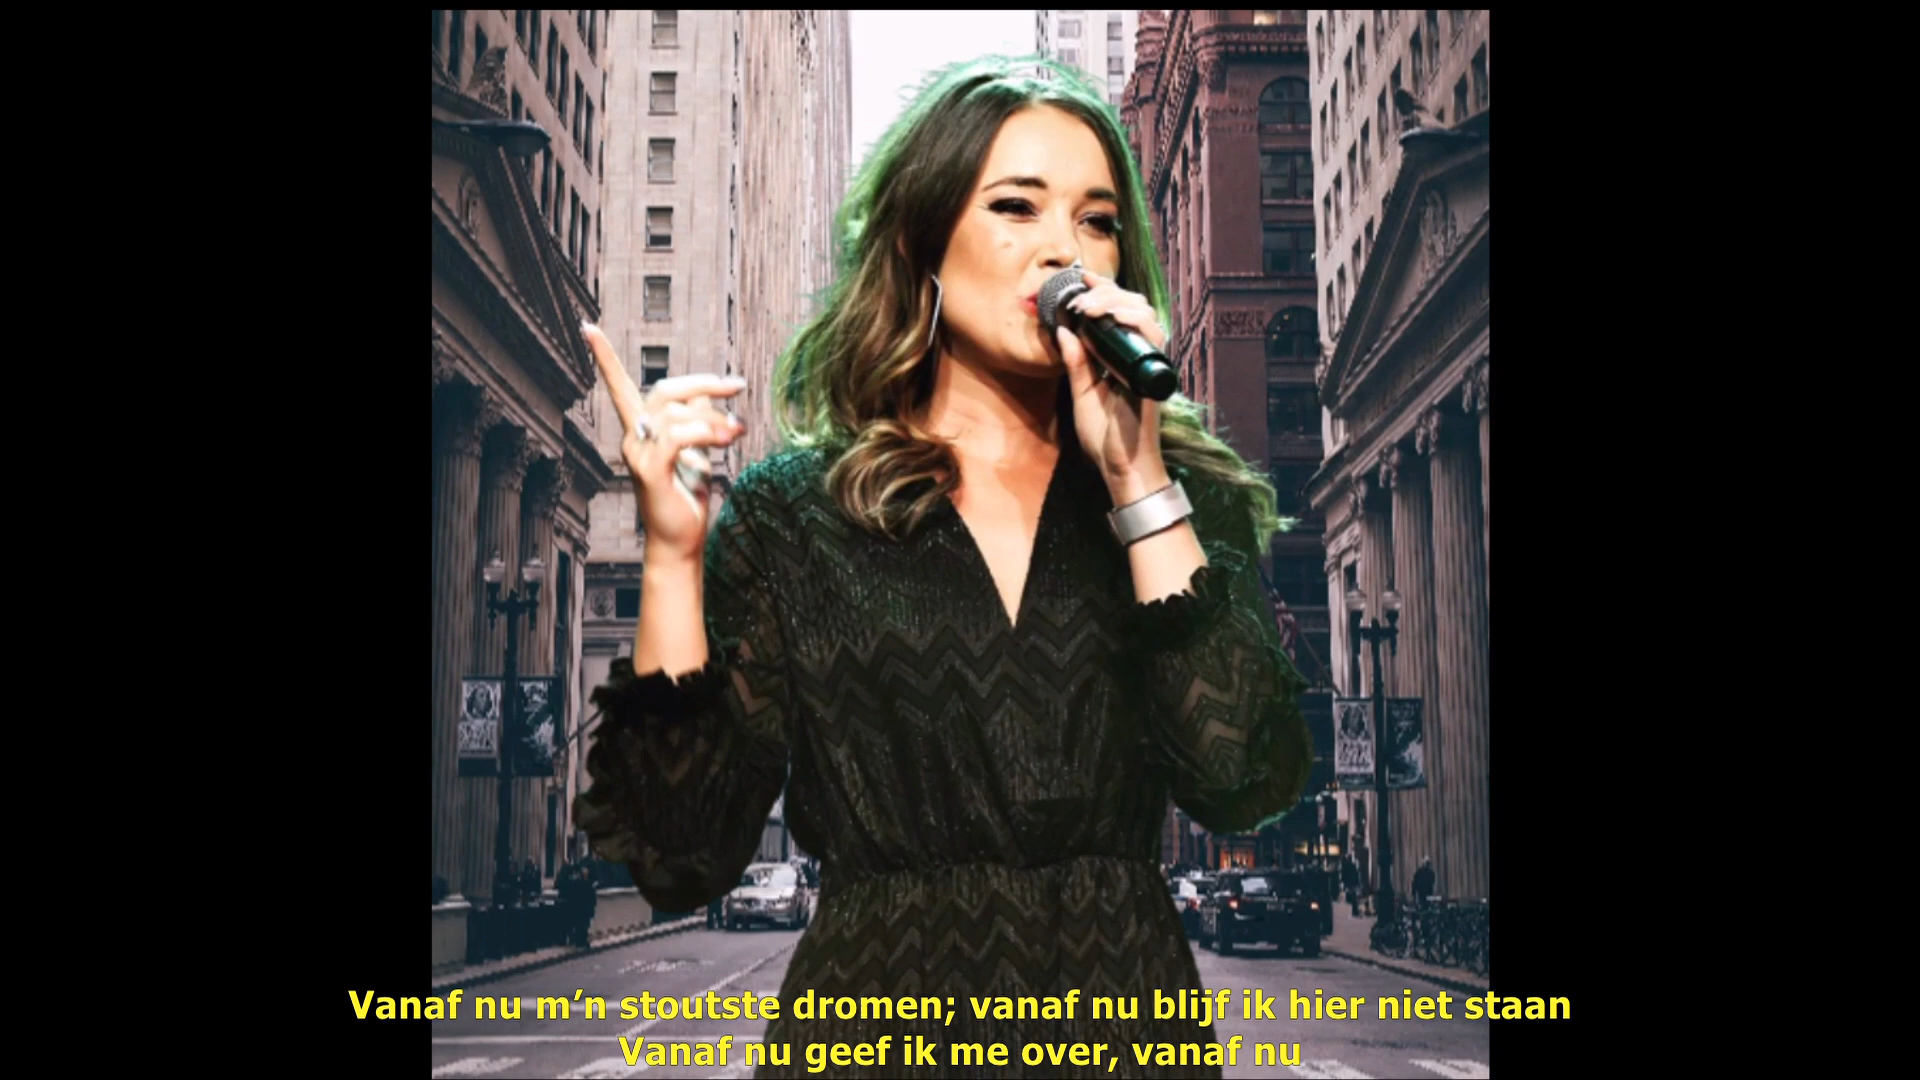 Vanaf nu m’n stoutste dromen; vanaf nu blijf ik hier niet staan
Vanaf nu geef ik me over, vanaf nu